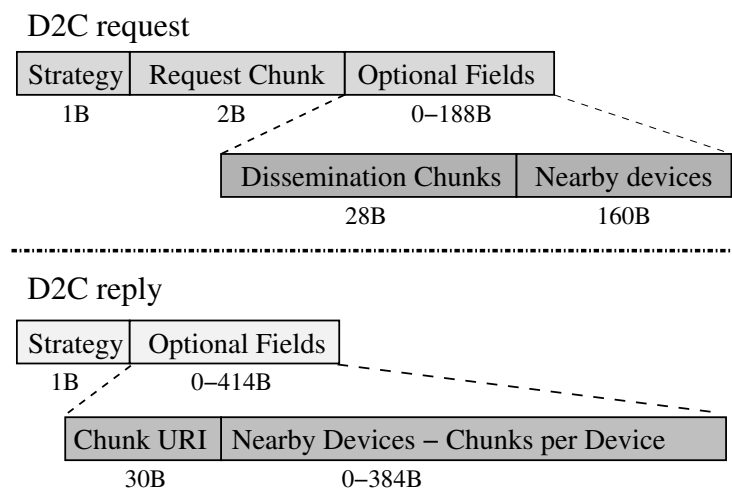 D2C request
Strategy Request Chunk Optional Fields
1B 2B 0–188B
Dissemination Chunks Nearby devices
28B 160B
D2C reply
Strategy Optional Fields
1B 0–414B
Chunk URI Nearby Devices – Chunks per Device
30B 0–384B